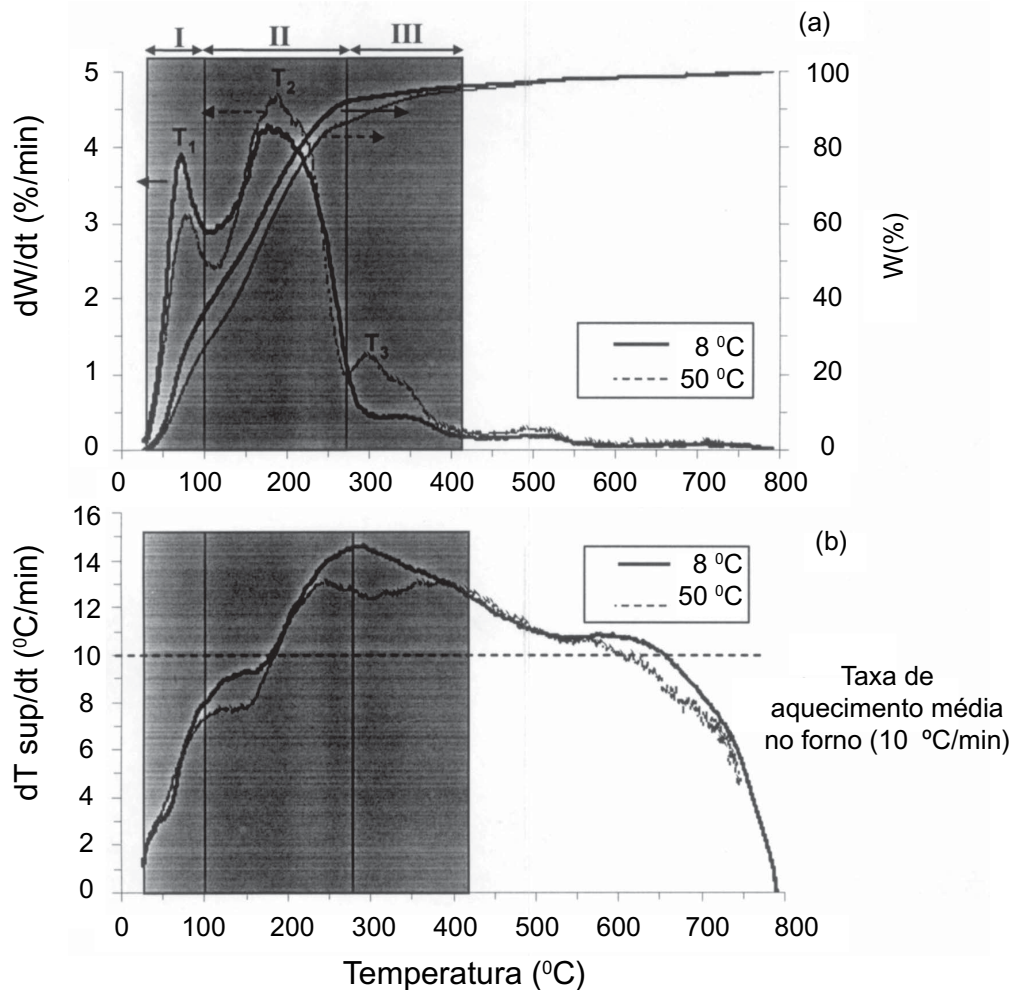 (a)
I II III
5
4
3
2
1
0
dW/dt (%/min)
T1
T2
T3
100
80
60
40
20
0
W(%)
8 ⁰C
50 ⁰C
0 100 200 300 400 500 600 700 800
(b)
16
14
12
10
8
6
4
2
0
dT sup/dt (⁰C/min)
8 ⁰C
50 ⁰C
Taxa de
aquecimento média
no forno (10 ºC/min)
0 100 200 300 400 500 600 700 800
Temperatura (⁰C)